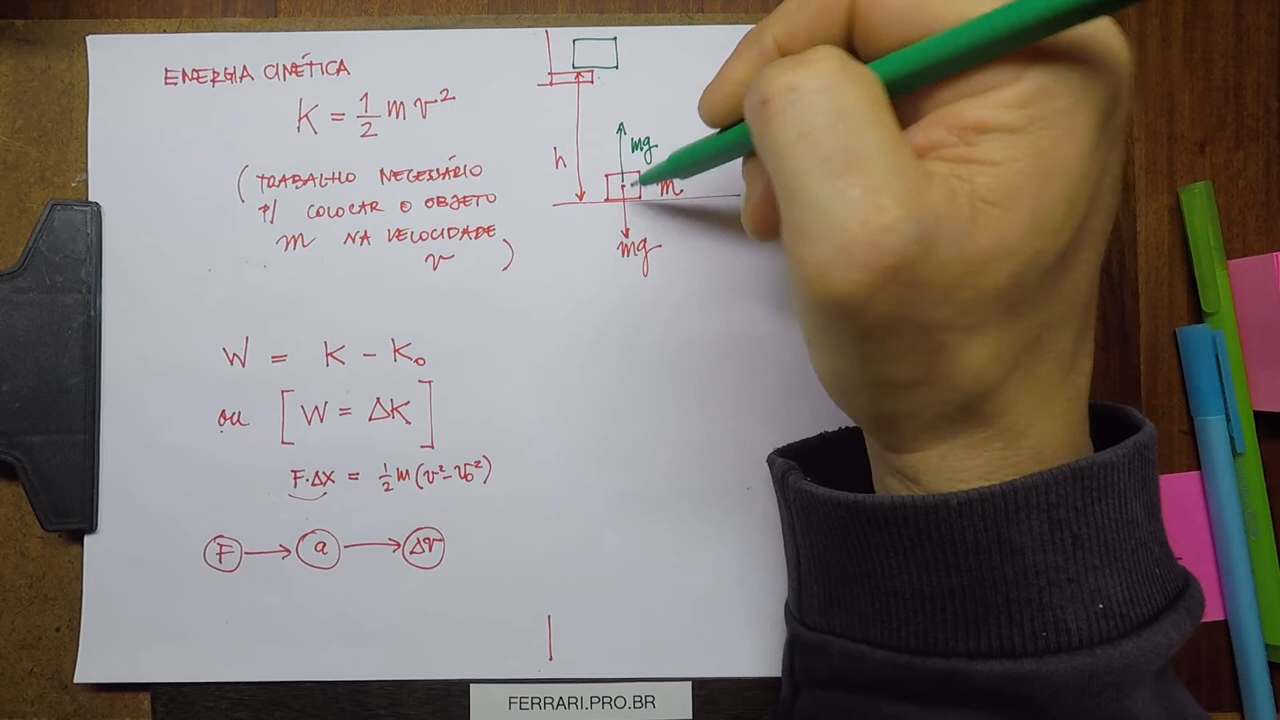 ENERGIA CINÉTICA
K = 1/2 m v²
(TRABALHO NECESSÁRIO
P/ COLOCAR O OBJETO
m NA VELOCIDADE
v)
W = K - K₀
ou [W = ΔK]
F·Δx = 1/2 m (v² - v₀²)
F → a → Δv
h
mg
m
mg
FERRARI.PRO.BR